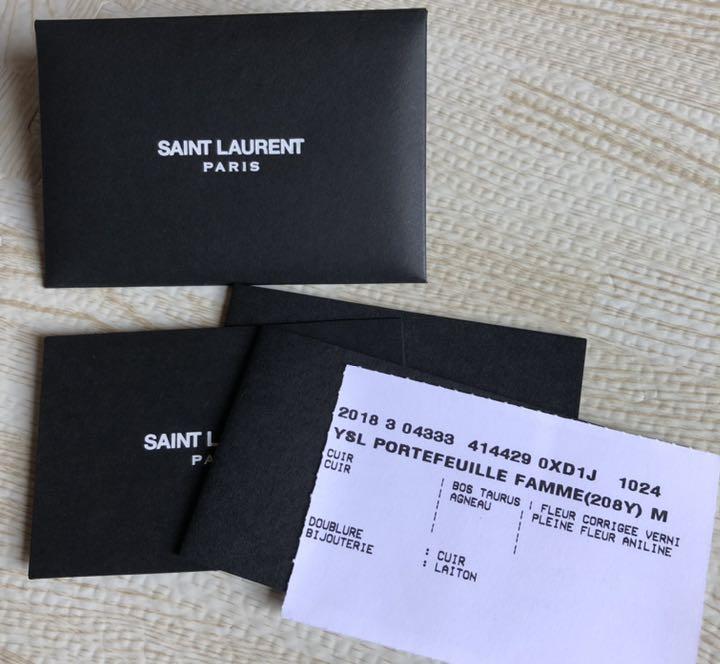 SAINT LAURENT
PARIS
SAINT L
PA
2018 3 04333 414429 0XD1J 1024
YSL PORTEFEUILLE FAMME(208Y) M
CUIR | BOS TAURUS | FLEUR CORRIGEE VERNI
CUIR | AGNEAU | PLEINE FLEUR ANILINE
DOUBLURE : CUIR
BIJOUTERIE : LAITON